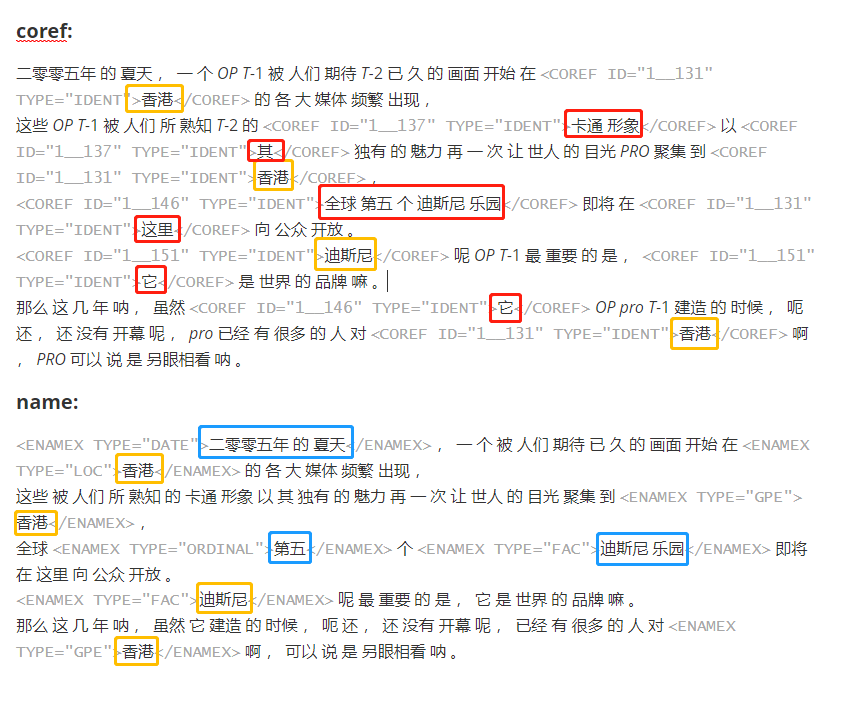 coref:
二零零五年 的 夏天 ， 一 个 OP T-1 被 人们 期待 T-2 已 久 的 画面 开始 在 <COREF ID="1__131"
TYPE="IDENT">香港</COREF> 的 各 大 媒体 频繁 出现 ，
这些 OP T-1 被 人们 所 熟知 T-2 的 <COREF ID="1__137" TYPE="IDENT">卡通 形象</COREF> 以 <COREF
ID="1__137" TYPE="IDENT">其</COREF> 独有 的 魅力 再 一 次 让 世人 的 目光 PRO 聚集 到 <COREF
ID="1__131" TYPE="IDENT">香港</COREF> ，
<COREF ID="1__146" TYPE="IDENT">全球 第五 个 迪斯尼 乐园</COREF> 即将 在 <COREF ID="1__131"
TYPE="IDENT">这里</COREF> 向 公众 开放 。
<COREF ID="1__151" TYPE="IDENT">迪斯尼</COREF> 呢 OP T-1 最 重要 的 是 ， <COREF ID="1__151"
TYPE="IDENT">它</COREF> 是 世界 的 品牌 嘛 。
那么 这 几 年 呐 ， 虽然 <COREF ID="1__146" TYPE="IDENT">它</COREF> OP pro T-1 建造 的 时候 ， 呃
还 ， 还 没有 开幕 呢 ， pro 已经 有 很多 的 人 对 <COREF ID="1__131" TYPE="IDENT">香港</COREF> 啊
， PRO 可以 说 是 另眼相看 呐 。
name:
<ENAMEX TYPE="DATE">二零零五年 的 夏天</ENAMEX> ， 一 个 被 人们 期待 已 久 的 画面 开始 在 <ENAMEX
TYPE="LOC">香港</ENAMEX> 的 各 大 媒体 频繁 出现 ，
这些 被 人们 所 熟知 的 卡通 形象 以 其 独有 的 魅力 再 一 次 让 世人 的 目光 聚集 到 <ENAMEX TYPE="GPE">
香港</ENAMEX> ，
全球 <ENAMEX TYPE="ORDINAL">第五</ENAMEX> 个 <ENAMEX TYPE="FAC">迪斯尼 乐园</ENAMEX> 即将
在 这里 向 公众 开放 。
<ENAMEX TYPE="FAC">迪斯尼</ENAMEX> 呢 最 重要 的 是 ， 它 是 世界 的 品牌 嘛 。
那么 这 几 年 呐 ， 虽然 它 建造 的 时候 ， 呃 还 ， 还 没有 开幕 呢 ， 已经 有 很多 的 人 对 <ENAMEX
TYPE="GPE">香港</ENAMEX> 啊 ， 可以 说 是 另眼相看 呐 。